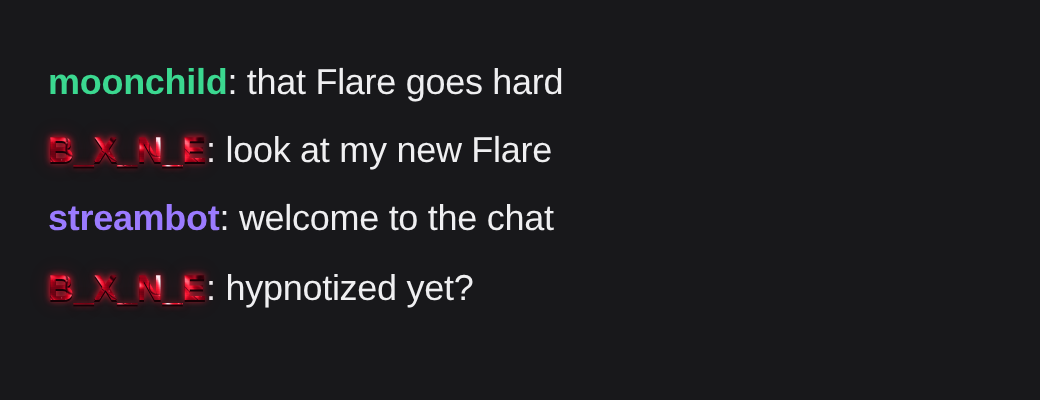 moonchild: that Flare goes hard
B_X_N_E: look at my new Flare
streambot: welcome to the chat
B_X_N_E: hypnotized yet?